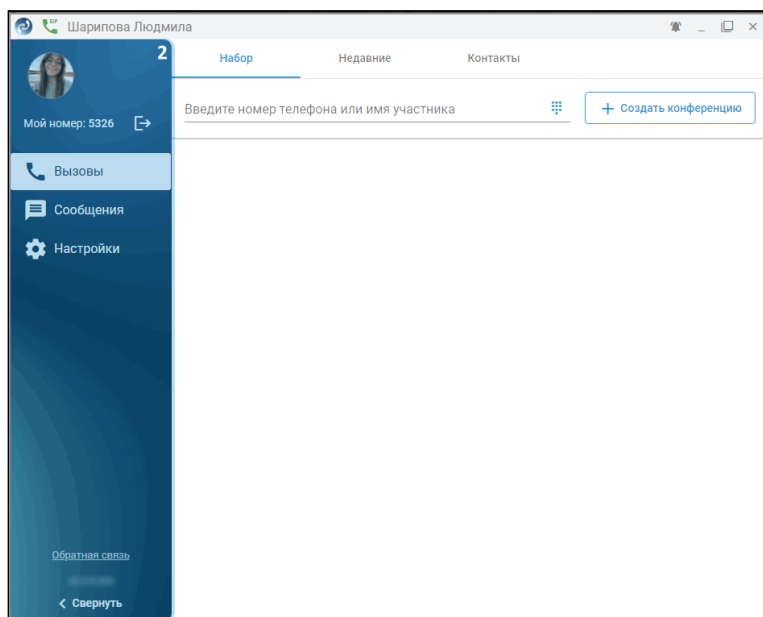 Шарипова Людмила
2
Набор Недавние Контакты
Мой номер: 5326
Введите номер телефона или имя участника
+ Создать конференцию
Вызовы
Сообщения
Настройки
Обратная связь
Свернуть